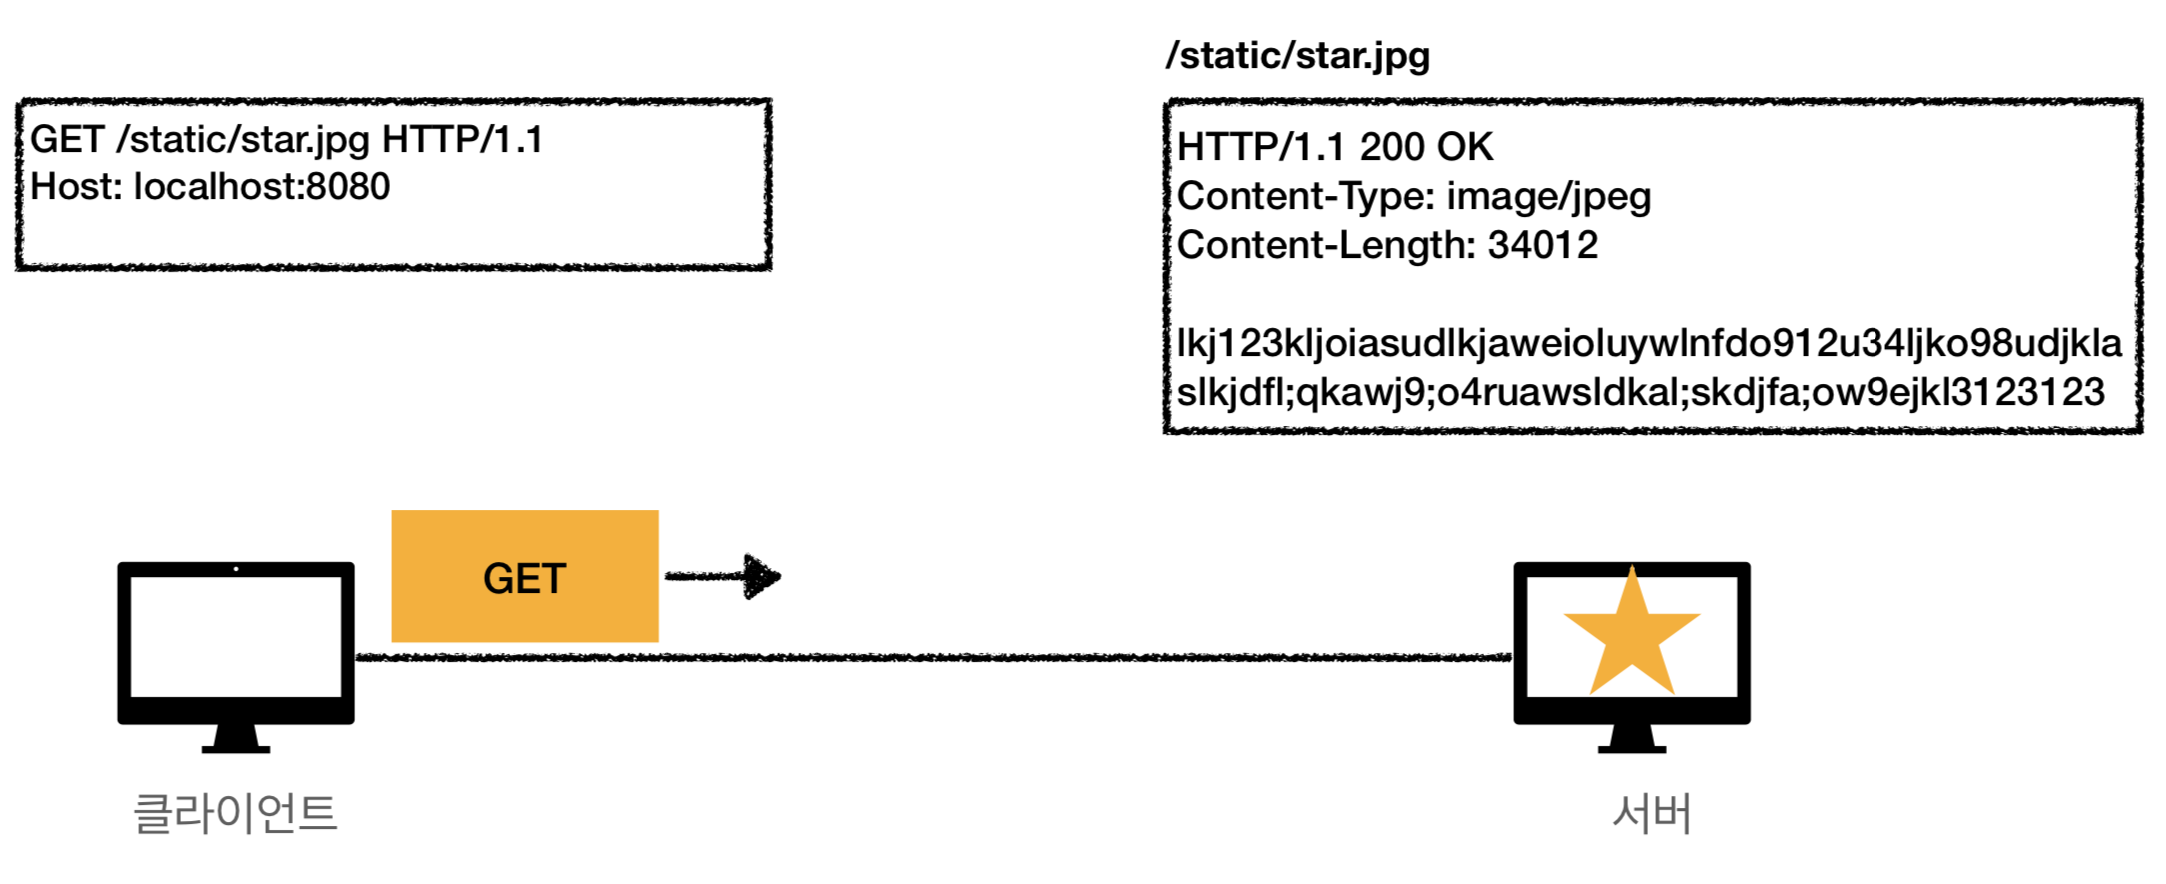 /static/star.jpg
GET /static/star.jpg HTTP/1.1
Host: localhost:8080
HTTP/1.1 200 OK
Content-Type: image/jpeg
Content-Length: 34012
lkj123kljoiasudlkjaweioluywlnfdo912u34ljko98udjkla
slkjdfl;qkawj9;o4ruawsldkal;skdjfa;ow9ejkl3123123
GET
클라이언트
서버